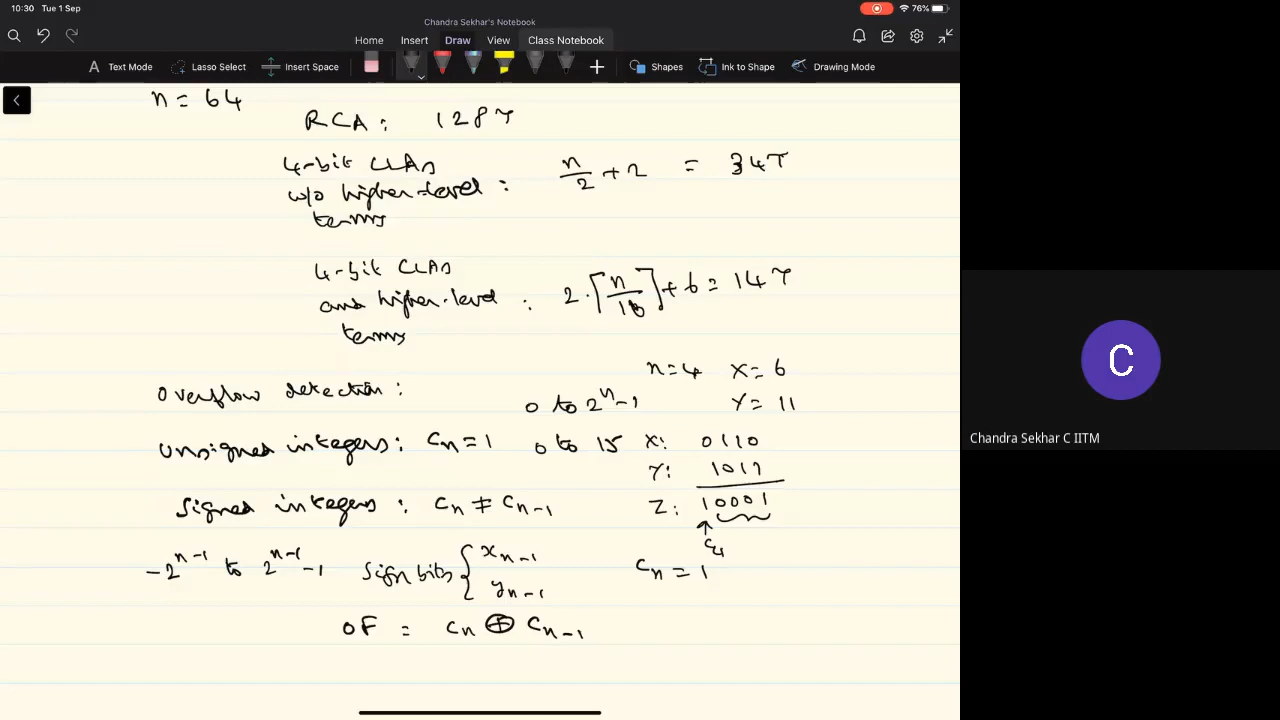 10:30 Tue 1 Sep
76%
Chandra Sekhar's Notebook
Home Insert Draw View Class Notebook
Text Mode Lasso Select Insert Space Shapes Ink to Shape Drawing Mode
n = 64
RCA: 128τ
4-bit CLAs
w/o higher-level : n/2 + 2 = 34τ
terms
4-bit CLAs
and higher-level : 2·⌈n/16⌉ + 6 = 14τ
terms
n=4 X=6
Overflow detection:
0 to 2^n-1 Y= 11
Unsigned integers: Cn = 1 0 to 15 X: 0110
Y: 1011
Signed integers: Cn ≠ Cn-1 Z: 10001
C4
-2^n-1 to 2^n-1 -1 Sign bits { xn-1
yn-1
Cn = 1
OF = Cn ⊕ Cn-1
C
Chandra Sekhar C IITM